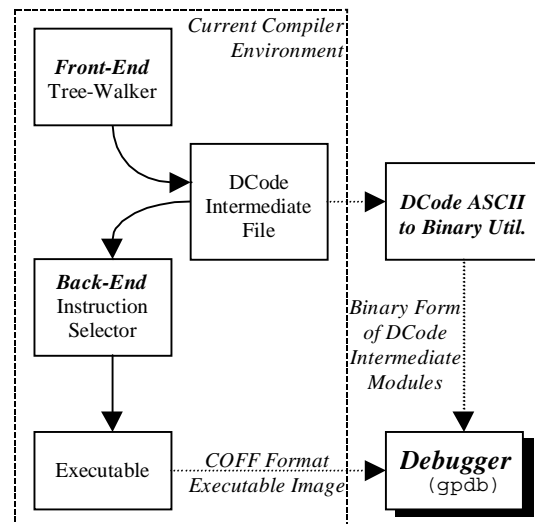 Current Compiler
Environment
Front-End
Tree-Walker
DCode
Intermediate
File
DCode ASCII
to Binary Util.
Back-End
Instruction
Selector
Binary Form
of DCode
Intermediate
Modules
Executable
COFF Format
Executable Image
Debugger
(gpdb)